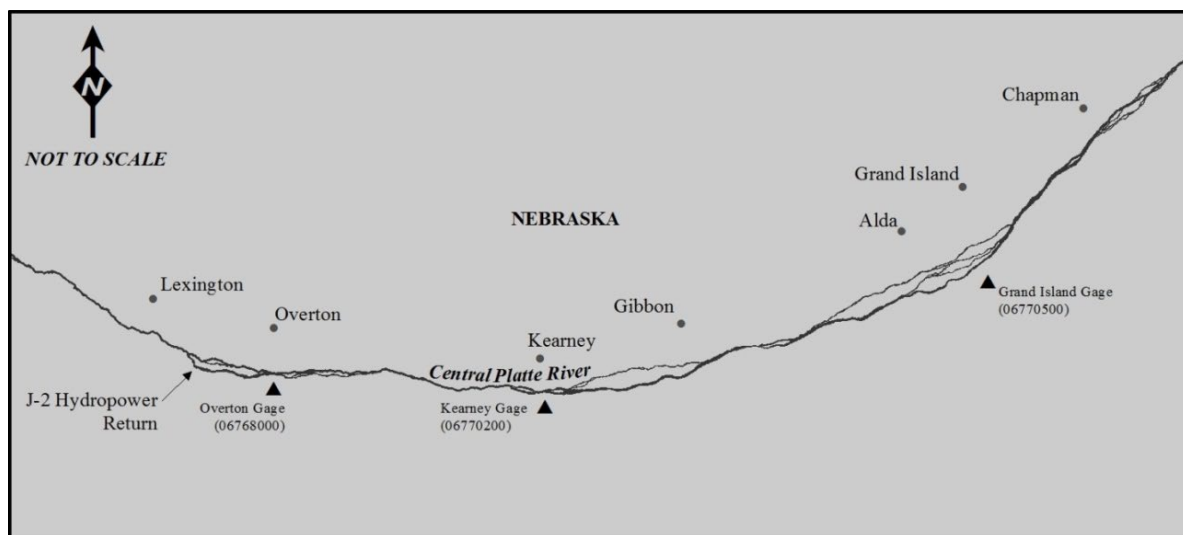 N
NOT TO SCALE
Chapman
Grand Island
Alda
NEBRASKA
Lexington
Overton
Gibbon
Kearney
Central Platte River
Grand Island Gage
(06770500)
J-2 Hydropower
Return
Overton Gage
(06768000)
Kearney Gage
(06770200)